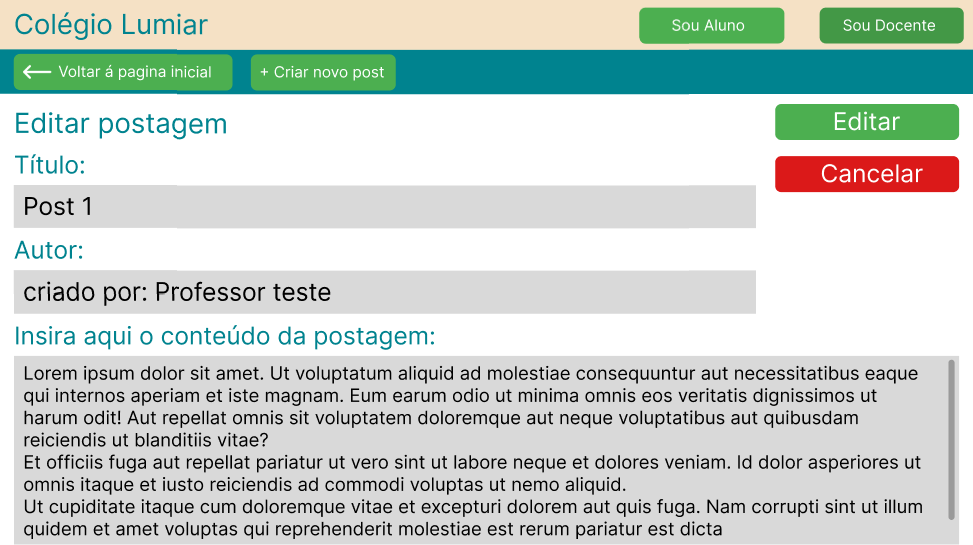 Colégio Lumiar
Sou Aluno
Sou Docente
Voltar á pagina inicial
+ Criar novo post
Editar postagem
Editar
Título:
Cancelar
Post 1
Autor:
criado por: Professor teste
Insira aqui o conteúdo da postagem:
Lorem ipsum dolor sit amet. Ut voluptatum aliquid ad molestiae consequuntur aut necessitatibus eaque
qui internos aperiam et iste magnam. Eum earum odio ut minima omnis eos veritatis dignissimos ut
harum odit! Aut repellat omnis sit voluptatem doloremque aut neque voluptatibus aut quibusdam
reiciendis ut blanditiis vitae?
Et officiis fuga aut repellat pariatur ut vero sint ut labore neque et dolores veniam. Id dolor asperiores ut
omnis itaque et iusto reiciendis ad commodi voluptas ut nemo aliquid.
Ut cupiditate itaque cum doloremque vitae et excepturi dolorem aut quis fuga. Nam corrupti sint ut illum
quidem et amet voluptas qui reprehenderit molestiae est rerum pariatur est dicta